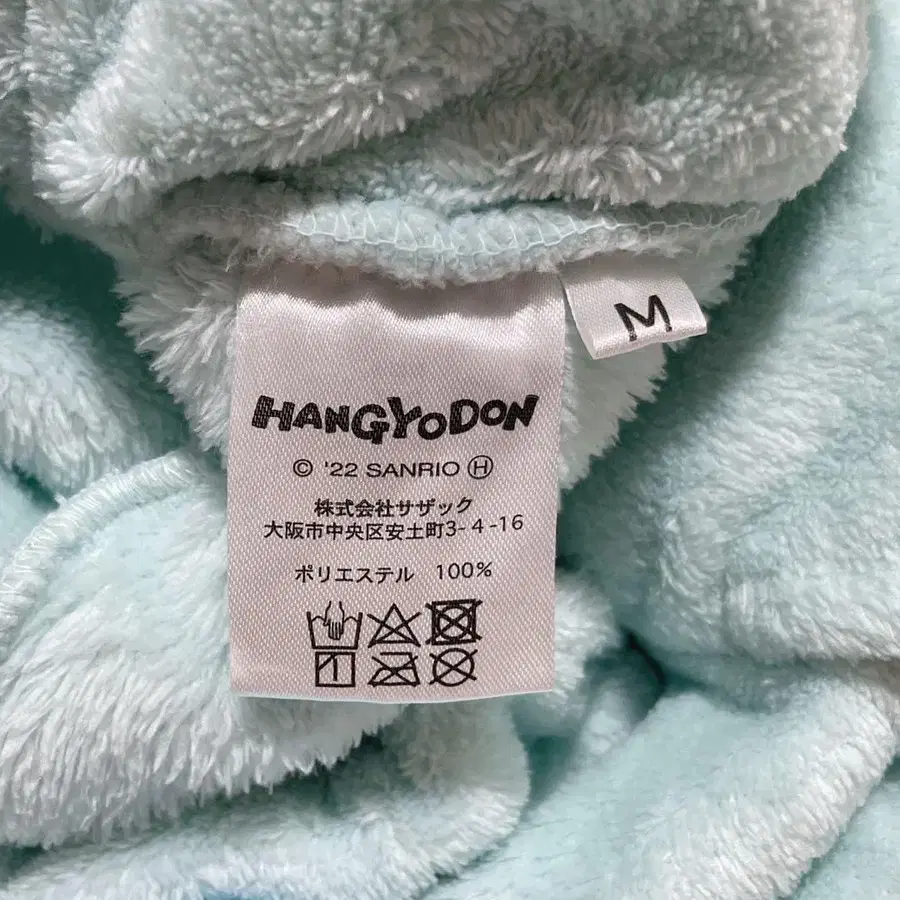 M
HANGYODON
© '22 SANRIO Ⓗ
株式会社サザック
大阪市中央区安土町3-4-16
ポリエステル 100%